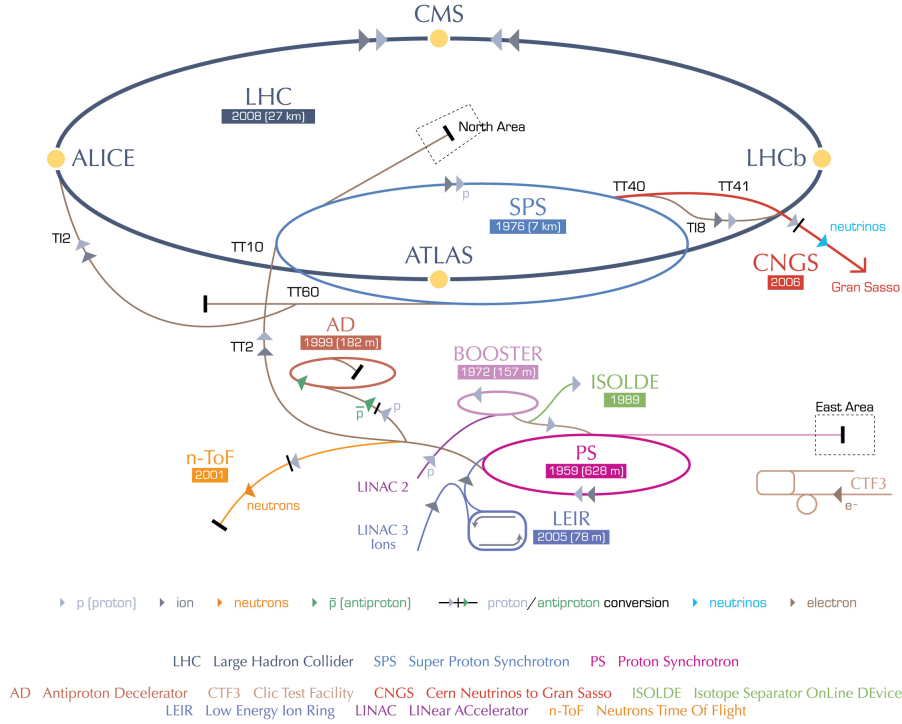 CMS
LHC
2008 (27 km)
North Area
ALICE
LHCb
TT40
TT41
SPS
1976 (7 km)
p
TI8
neutrinos
TI2
TT10
ATLAS
CNGS
2006
Gran Sasso
TT60
AD
1999 (182 m)
TT2
BOOSTER
1972 (157 m)
ISOLDE
1989
p̅
p
East Area
n-ToF
2001
PS
1959 (628 m)
p
LINAC 2
neutrons
CTF3
e-
LINAC 3
Ions
LEIR
2005 (78 m)
p (proton) ion neutrons p̅ (antiproton) proton/antiproton conversion neutrinos electron
LHC Large Hadron Collider SPS Super Proton Synchrotron PS Proton Synchrotron
AD Antiproton Decelerator CTF3 Clic Test Facility CNGS Cern Neutrinos to Gran Sasso ISOLDE Isotope Separator OnLine DEvice
LEIR Low Energy Ion Ring LINAC LINear ACcelerator n-ToF Neutrons Time Of Flight